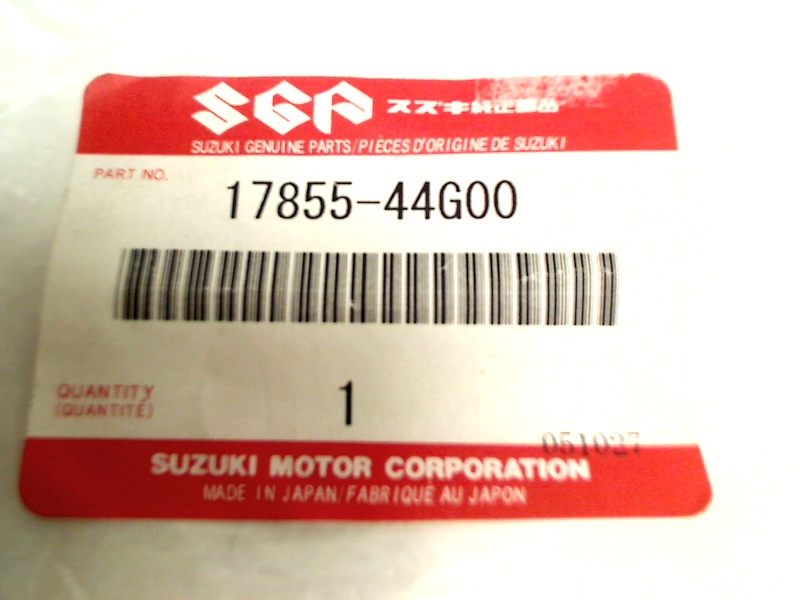 SGP スズキ純正部品
SUZUKI GENUINE PARTS/PIÈCES D'ORIGINE DE SUZUKI
PART NO.
17855-44G00
QUANTITY
(QUANTITÉ)
1
051027
SUZUKI MOTOR CORPORATION
MADE IN JAPAN/FABRIQUE AU JAPON